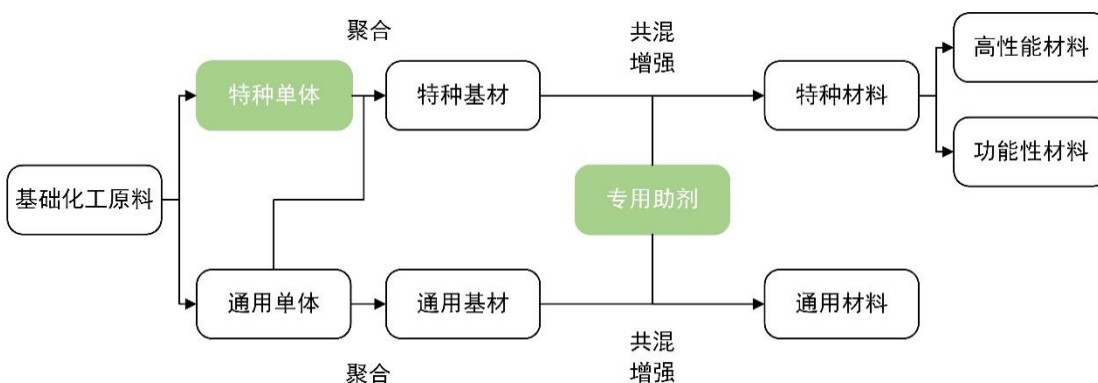 聚合
共混
增强
高性能材料
特种单体
特种基材
特种材料
功能性材料
基础化工原料
专用助剂
通用单体
通用基材
通用材料
聚合
共混
增强